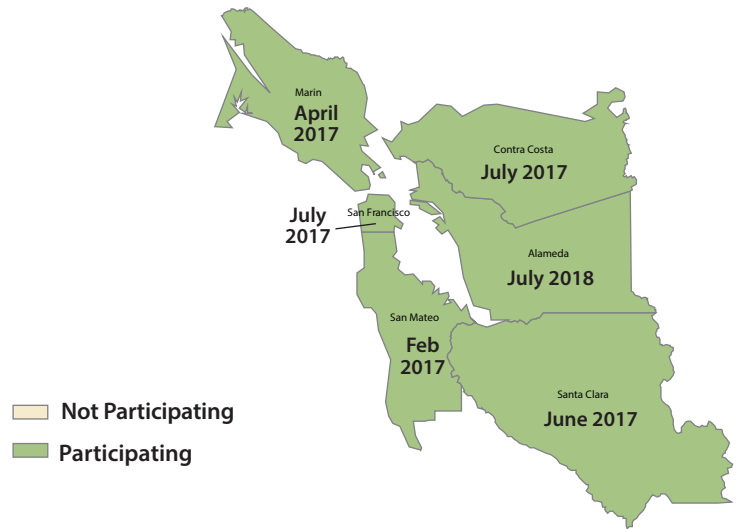 Marin
April
2017
Contra Costa
July 2017
San Francisco
July
2017
Alameda
July 2018
San Mateo
Feb
2017
Santa Clara
June 2017
Not Participating
Participating